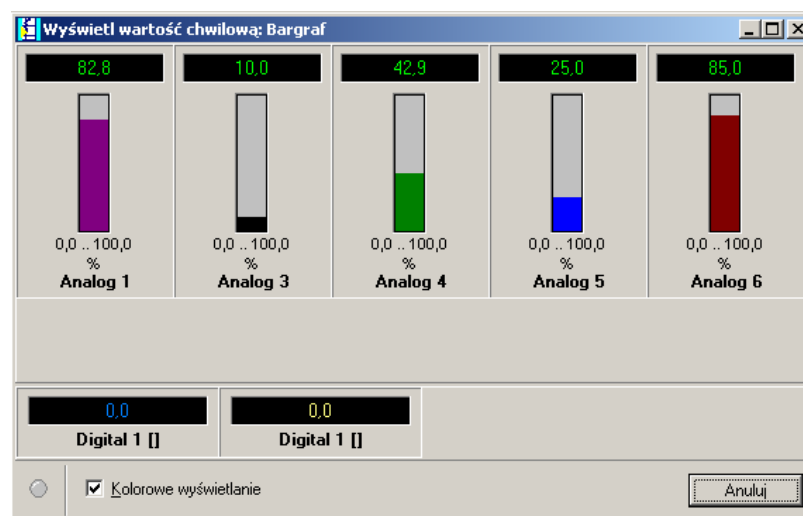 Wyświetl wartość chwilową: Bargraf
82,8 10,0 42,9 25,0 85,0
0,0 .. 100,0 0,0 .. 100,0 0,0 .. 100,0 0,0 .. 100,0 0,0 .. 100,0
% % % % %
Analog 1 Analog 3 Analog 4 Analog 5 Analog 6
0,0 0,0
Digital 1 [] Digital 1 []
Kolorowe wyświetlanie Anuluj